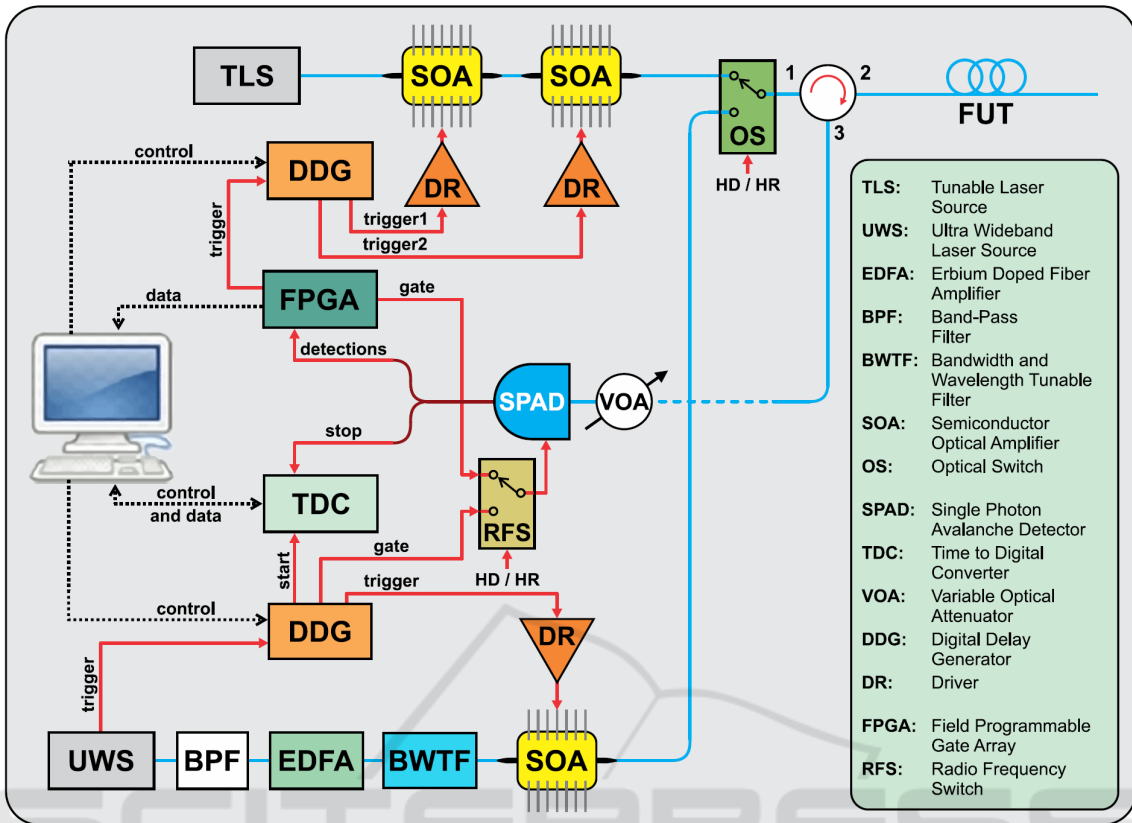 TLS
SOA
SOA
1
2
3
OS
FUT
HD / HR
control
DDG
DR
DR
trigger
trigger1
trigger2
data
FPGA
gate
detections
SPAD
VOA
stop
control
and data
TDC
RFS
start
gate
HD / HR
trigger
control
DDG
DR
trigger
UWS
BPF
EDFA
BWTF
SOA
TLS: Tunable Laser
Source
UWS: Ultra Wideband
Laser Source
EDFA: Erbium Doped Fiber
Amplifier
BPF: Band-Pass
Filter
BWTF: Bandwidth and
Wavelength Tunable
Filter
SOA: Semiconductor
Optical Amplifier
OS: Optical Switch
SPAD: Single Photon
Avalanche Detector
TDC: Time to Digital
Converter
VOA: Variable Optical
Attenuator
DDG: Digital Delay
Generator
DR: Driver
FPGA: Field Programmable
Gate Array
RFS: Radio Frequency
Switch